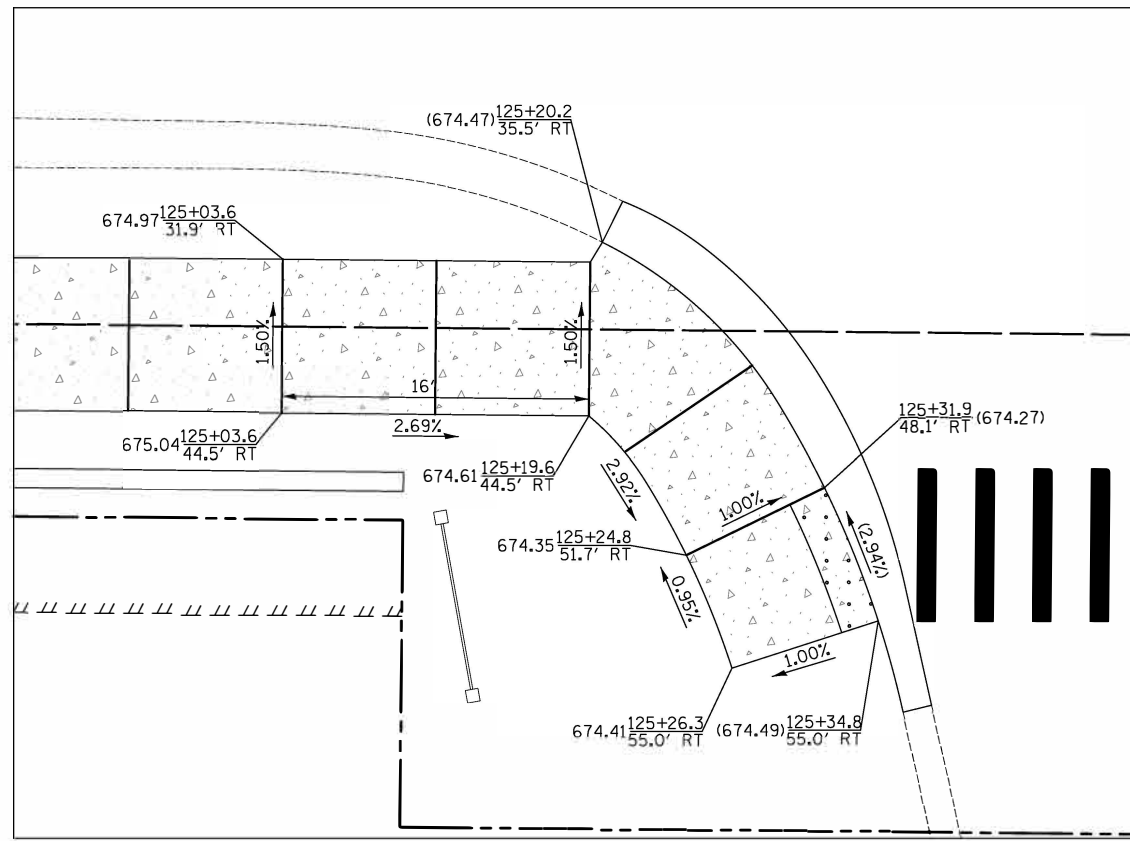 (674.47) 125+20.2
35.5' RT
674.97 125+03.6
31.9' RT
1.50%
1.50%
16'
2.69%
675.04 125+03.6
44.5' RT
674.61 125+19.6
44.5' RT
125+31.9 (674.27)
48.1' RT
2.92%
1.00%
(2.94%)
674.35 125+24.8
51.7' RT
0.95%
1.00%
674.41 125+26.3
55.0' RT
(674.49) 125+34.8
55.0' RT